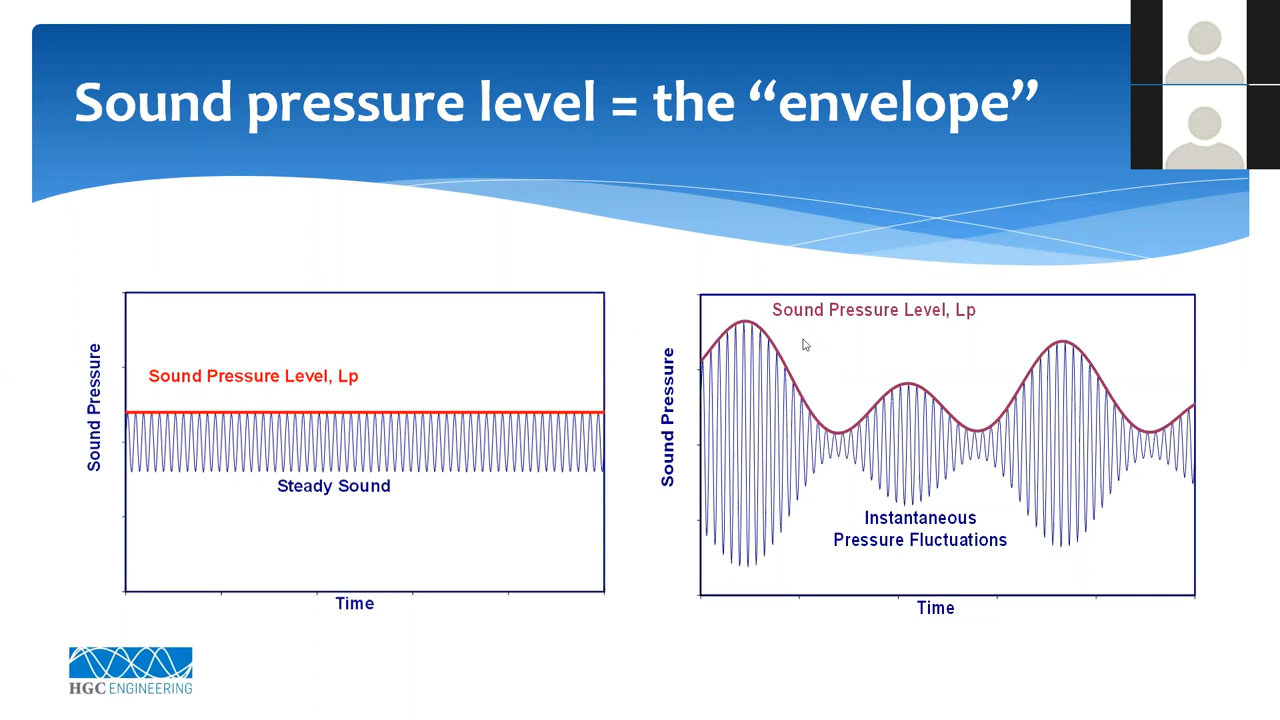 Sound pressure level = the “envelope”
Sound Pressure
Sound Pressure Level, Lp
Steady Sound
Time
Sound Pressure
Sound Pressure Level, Lp
Instantaneous
Pressure Fluctuations
Time
HGC ENGINEERING